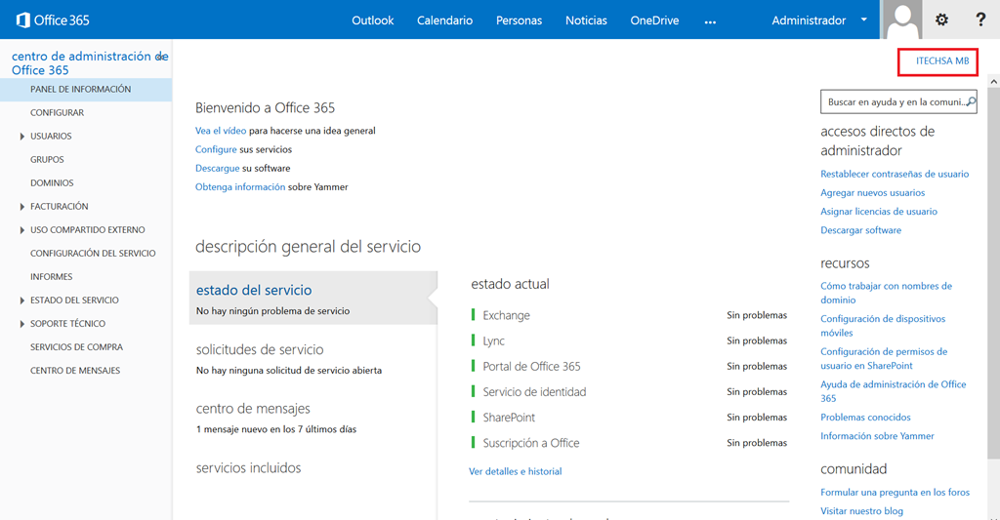 Office 365
Outlook
Calendario
Personas
Noticias
OneDrive
...
Administrador
?
centro de administración de
Office 365
PANEL DE INFORMACIÓN
CONFIGURAR
USUARIOS
GRUPOS
DOMINIOS
FACTURACIÓN
USO COMPARTIDO EXTERNO
CONFIGURACIÓN DEL SERVICIO
INFORMES
ESTADO DEL SERVICIO
SOPORTE TÉCNICO
SERVICIOS DE COMPRA
CENTRO DE MENSAJES
Bienvenido a Office 365
Vea el vídeo para hacerse una idea general
Configure sus servicios
Descargue su software
Obtenga información sobre Yammer
descripción general del servicio
estado del servicio
No hay ningún problema de servicio
solicitudes de servicio
No hay ninguna solicitud de servicio abierta
centro de mensajes
1 mensaje nuevo en los 7 últimos días
servicios incluidos
estado actual
Exchange Sin problemas
Lync Sin problemas
Portal de Office 365 Sin problemas
Servicio de identidad Sin problemas
SharePoint Sin problemas
Suscripción a Office Sin problemas
Ver detalles e historial
ITECHSA MB
Buscar en ayuda y en la comuni...
accesos directos de
administrador
Restablecer contraseñas de usuario
Agregar nuevos usuarios
Asignar licencias de usuario
Descargar software
recursos
Cómo trabajar con nombres de
dominio
Configuración de dispositivos
móviles
Configuración de permisos de
usuario en SharePoint
Ayuda de administración de Office
365
Problemas conocidos
Información sobre Yammer
comunidad
Formular una pregunta en los foros
Visitar nuestro blog